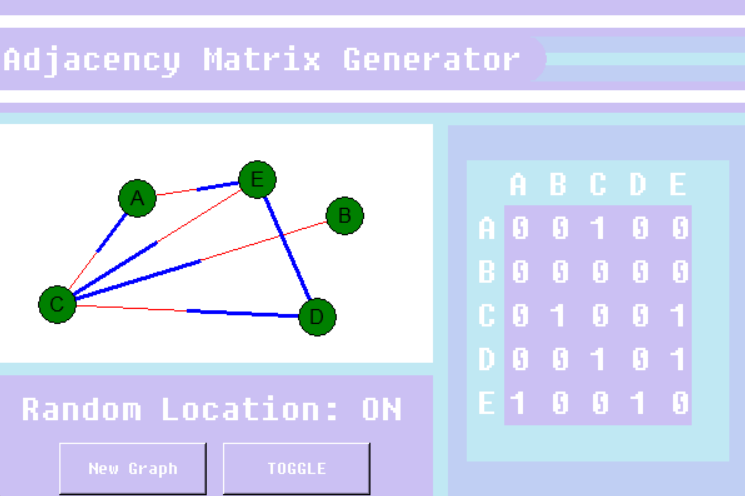 Adjacency Matrix Generator
A
E
B
C
D
A B C D E
A 0 0 1 0 0
B 0 0 0 0 0
C 0 1 0 0 1
D 0 0 1 0 1
E 1 0 0 1 0
Random Location: ON
New Graph
TOGGLE